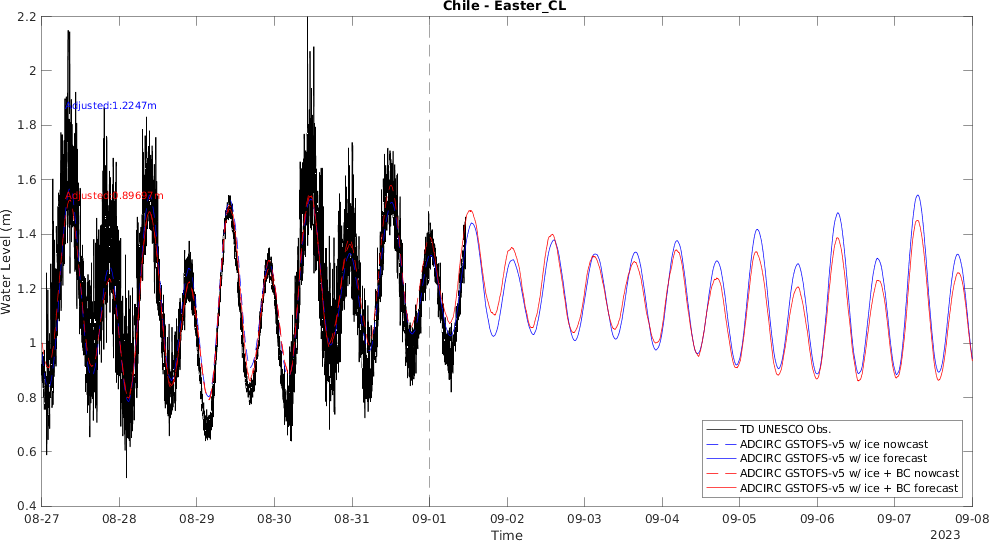 Chile - Easter_CL
2.2
2
1.8
1.6
1.4
1.2
1
0.8
0.6
0.4
Water Level (m)
Adjusted:1.2247m
TD UNESCO Obs.
ADCIRC GSTOFS-v5 w/ ice nowcast
ADCIRC GSTOFS-v5 w/ ice forecast
ADCIRC GSTOFS-v5 w/ ice + BC nowcast
ADCIRC GSTOFS-v5 w/ ice + BC forecast
08-27 08-28 08-29 08-30 08-31 09-01 09-02 09-03 09-04 09-05 09-06 09-07 09-08
Time
2023